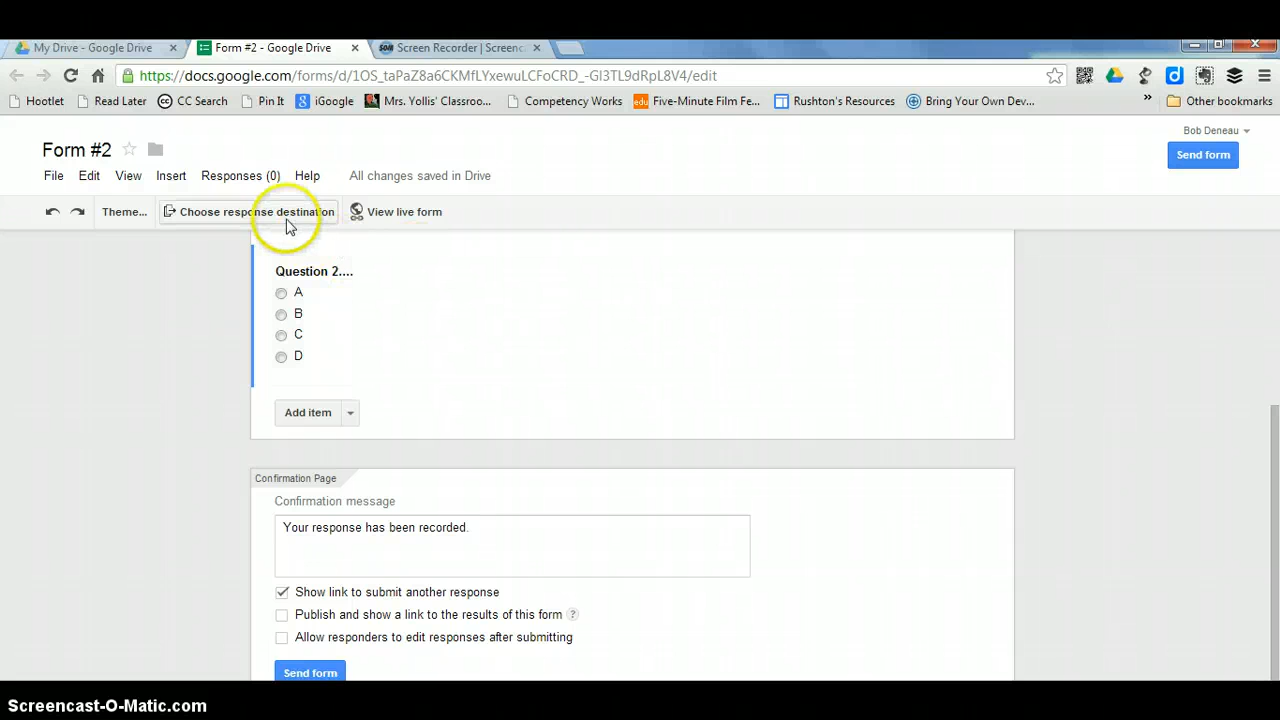 My Drive - Google Drive
Form #2 - Google Drive
Screen Recorder | Screenc
https://docs.google.com/forms/d/1OS_taPaZ8a6CKMfLYxewuLCFoCRD_-GI3TL9dRpL8V4/edit
Hootlet
Read Later
CC Search
Pin It
iGoogle
Mrs. Yollis' Classroo...
Competency Works
edu Five-Minute Film Fe...
Rushton's Resources
Bring Your Own Dev...
»
Other bookmarks
Bob Deneau
Form #2
Send form
File Edit View Insert Responses (0) Help All changes saved in Drive
Theme... Choose response destination View live form
Question 2....
A
B
C
D
Add item
Confirmation Page
Confirmation message
Your response has been recorded.
Show link to submit another response
Publish and show a link to the results of this form ?
Allow responders to edit responses after submitting
Send form
Screencast-O-Matic.com